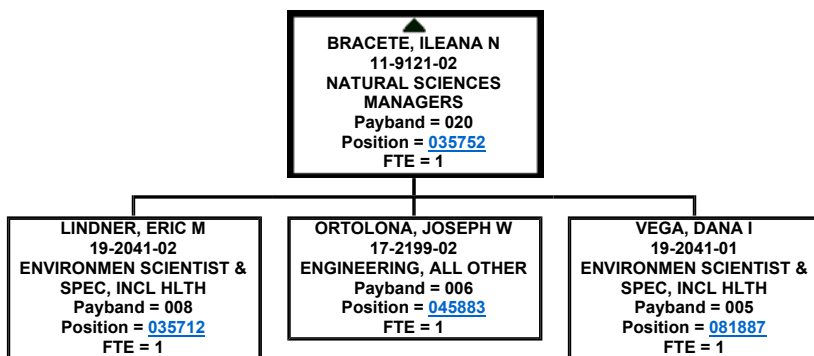 BRACETE, ILEANA N
11-9121-02
NATURAL SCIENCES
MANAGERS
Payband = 020
Position = 035752
FTE = 1
LINDNER, ERIC M
19-2041-02
ENVIRONMEN SCIENTIST &
SPEC, INCL HLTH
Payband = 008
Position = 035712
FTE = 1
ORTOLONA, JOSEPH W
17-2199-02
ENGINEERING, ALL OTHER
Payband = 006
Position = 045883
FTE = 1
VEGA, DANA I
19-2041-01
ENVIRONMEN SCIENTIST &
SPEC, INCL HLTH
Payband = 005
Position = 081887
FTE = 1